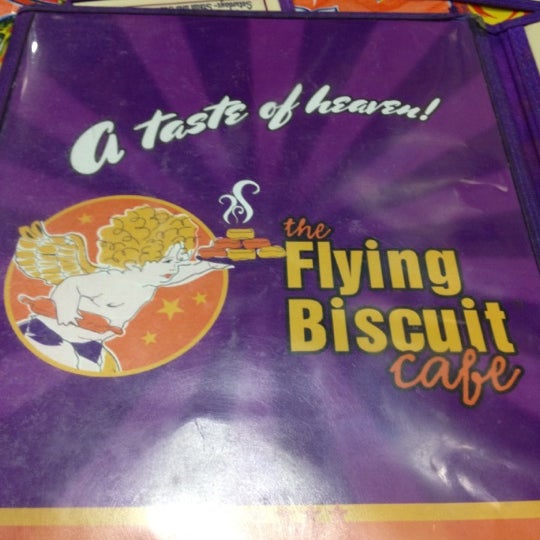 A taste of heaven!
the
Flying
Biscuit
cafe